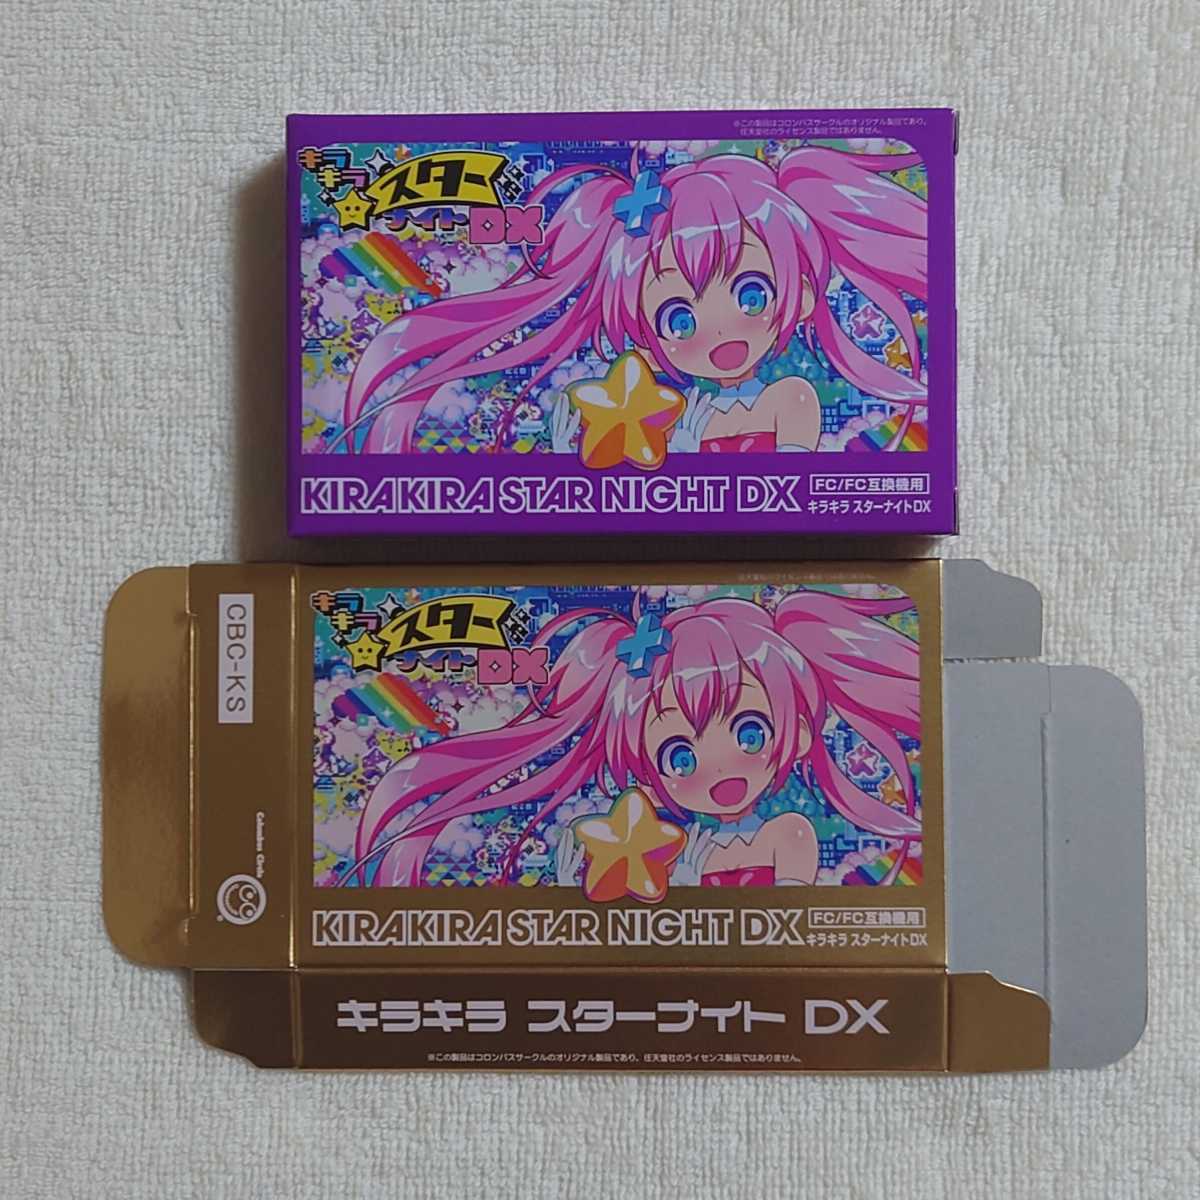 ※この製品はコロンバスサークルのオリジナル製品であり、
任天堂社のライセンス製品ではありません。
キラ
キラ
スター
ナイト
DX
KIRAKIRA STAR NIGHT DX
FC/FC互換機用
キラキラ スターナイトDX
キラ
キラ
スター
ナイト
DX
KIRAKIRA STAR NIGHT DX
FC/FC互換機用
キラキラ スターナイトDX
CBC-KS
Columbus Circle
キラキラ スターナイト DX
※この製品はコロンバスサークルのオリジナル製品であり、任天堂社のライセンス製品ではありません。